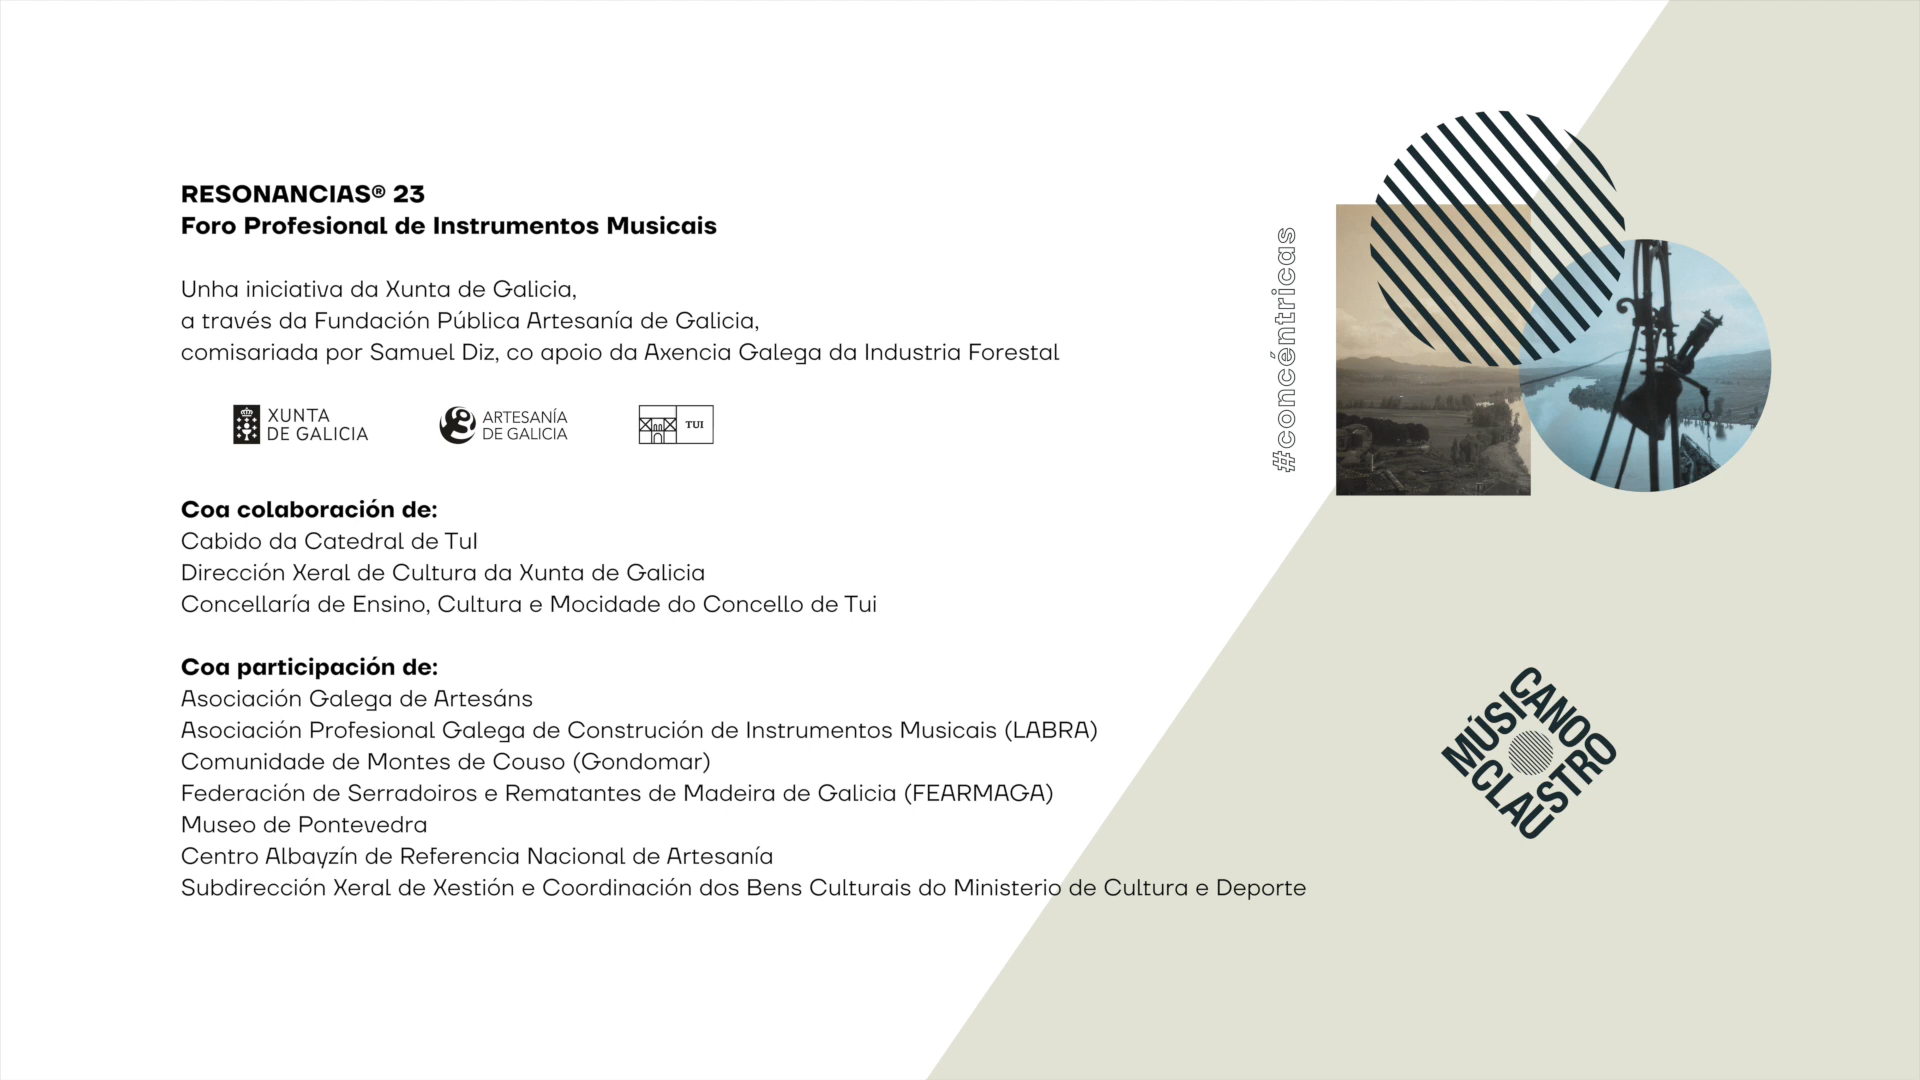 RESONANCIAS® 23
Foro Profesional de Instrumentos Musicais
Unha iniciativa da Xunta de Galicia,
a través da Fundación Pública Artesanía de Galicia,
comisariada por Samuel Diz, co apoio da Axencia Galega da Industria Forestal
XUNTA
DE GALICIA
ARTESANÍA
DE GALICIA
TUI
Coa colaboración de:
Cabido da Catedral de TuI
Dirección Xeral de Cultura da Xunta de Galicia
Concellaría de Ensino, Cultura e Mocidade do Concello de Tui
Coa participación de:
Asociación Galega de Artesáns
Asociación Profesional Galega de Construción de Instrumentos Musicais (LABRA)
Comunidade de Montes de Couso (Gondomar)
Federación de Serradoiros e Rematantes de Madeira de Galicia (FEARMAGA)
Museo de Pontevedra
Centro Albayzín de Referencia Nacional de Artesanía
Subdirección Xeral de Xestión e Coordinación dos Bens Culturais do Ministerio de Cultura e Deporte
#concéntricas
MÚSI
CANO
CLAU
STRO